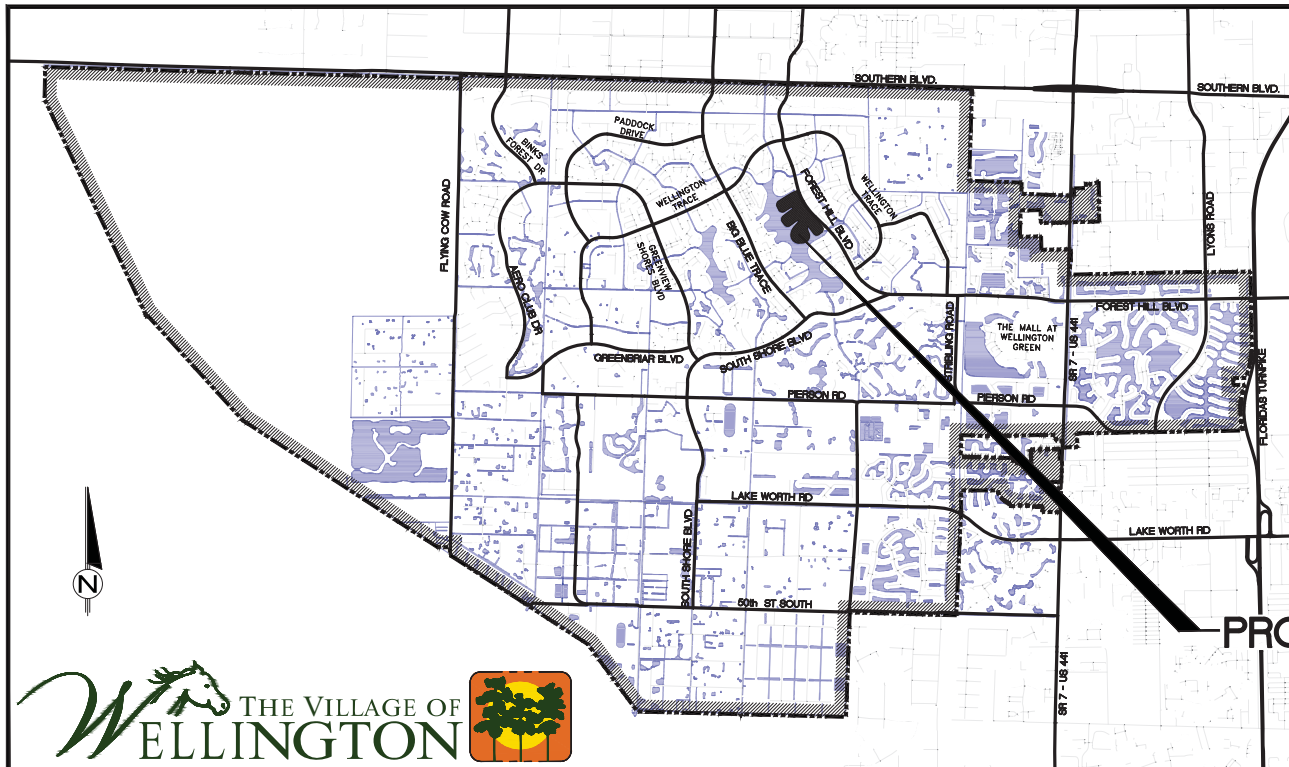 SOUTHERN BLVD.
SOUTHERN BLVD.
PADDOCK
DRIVE
BINKS
FOREST DR
WELLINGTON
TRACE
FOREST HILL BLVD
WELLINGTON
TRACE
FLYING COW ROAD
LYONS ROAD
BIG BLUE TRACE
GREENVIEW
SHORES BLVD
AERO CLUB DR
FOREST HILL BLVD
THE MALL AT
WELLINGTON
GREEN
STRIBLING ROAD
SR 7 - US 441
SOUTH SHORE BLVD
GREENBRIAR BLVD
FLORIDAS TURNPIKE
PIERSON RD
PIERSON RD
LAKE WORTH RD
LAKE WORTH RD
SOUTH SHORE BLVD
50th ST SOUTH
N
PRO
SR 7 - US 441
THE VILLAGE OF
WELLINGTON